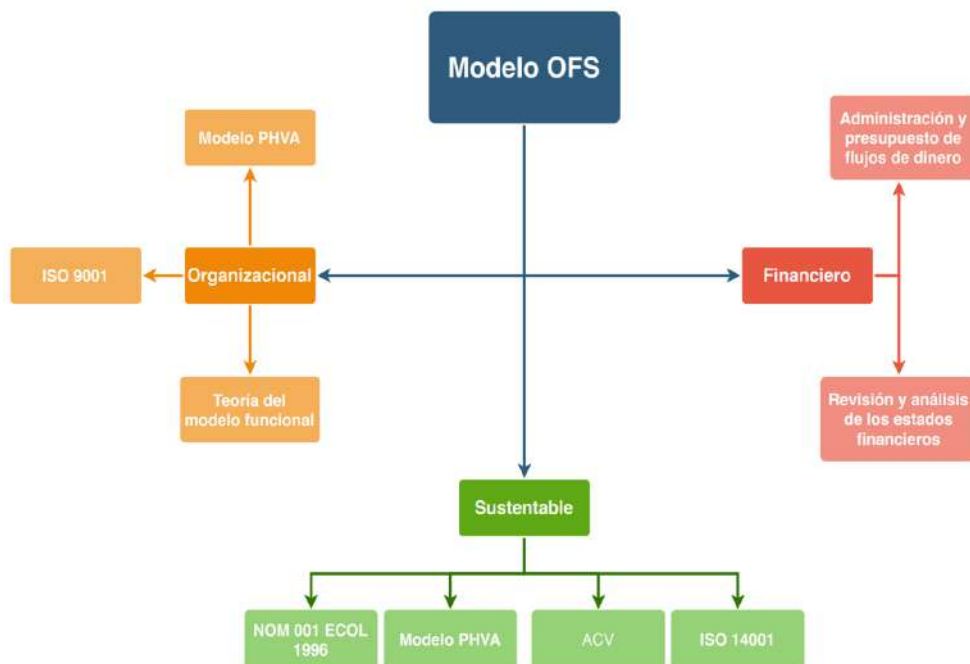 Modelo OFS
Modelo PHVA
Administración y
presupuesto de
flujos de dinero
ISO 9001
Organizacional
Financiero
Teoría del
modelo funcional
Revisión y análisis
de los estados
financieros
Sustentable
NOM 001 ECOL
1996
Modelo PHVA
ACV
ISO 14001